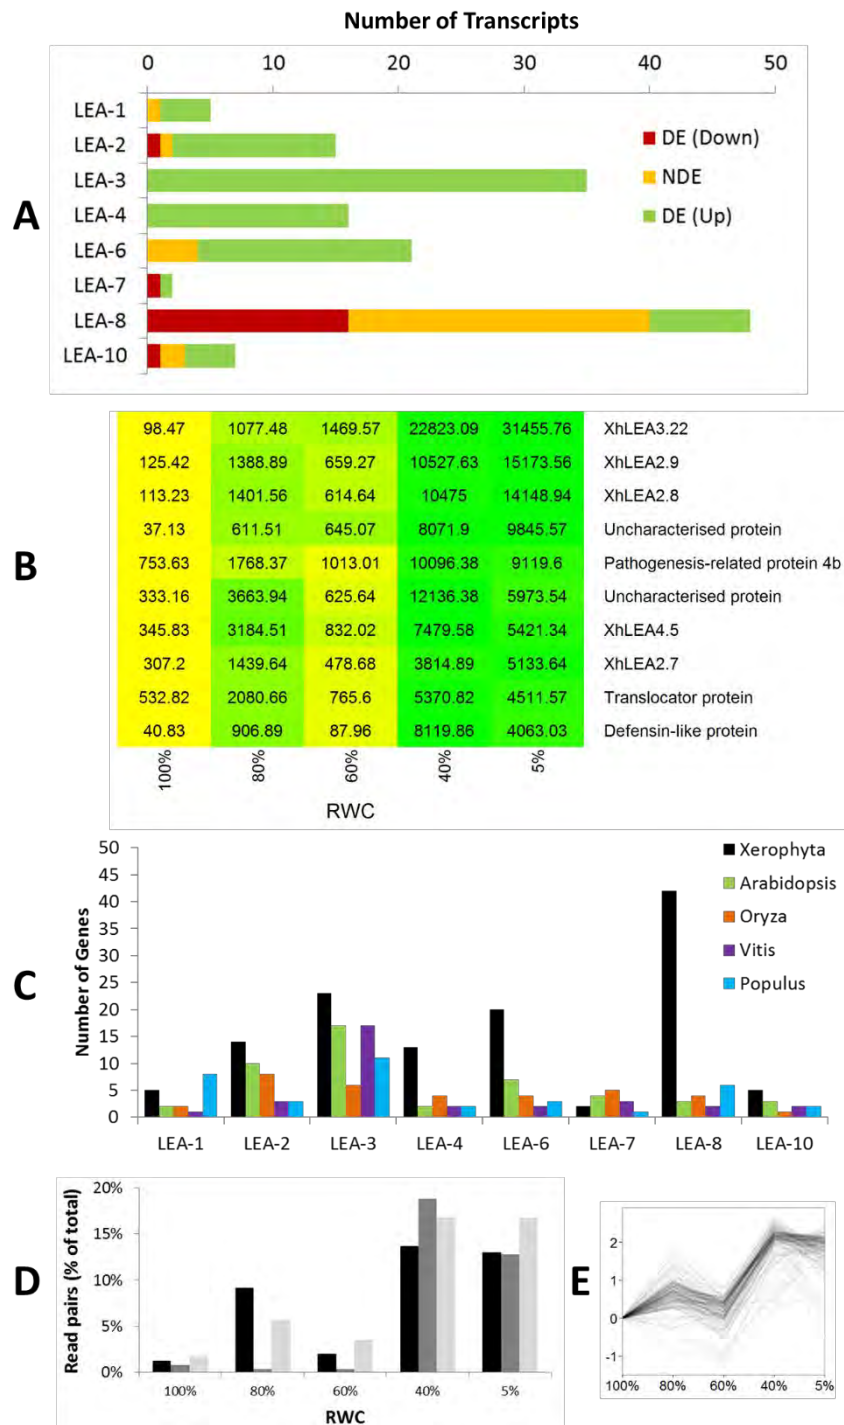 Number of Transcripts
0 10 20 30 40 50
LEA-1
LEA-2
LEA-3
LEA-4
LEA-6
LEA-7
LEA-8
LEA-10
DE (Down)
NDE
DE (Up)
A
98.47 1077.48 1469.57 22823.09 31455.76 XhLEA3.22
125.42 1388.89 659.27 10527.63 15173.56 XhLEA2.9
113.23 1401.56 614.64 10475 14148.94 XhLEA2.8
37.13 611.51 645.07 8071.9 9845.57 Uncharacterised protein
753.63 1768.37 1013.01 10096.38 9119.6 Pathogenesis-related protein 4b
333.16 3663.94 625.64 12136.38 5973.54 Uncharacterised protein
345.83 3184.51 832.02 7479.58 5421.34 XhLEA4.5
307.2 1439.64 478.68 3814.89 5133.64 XhLEA2.7
532.82 2080.66 765.6 5370.82 4511.57 Translocator protein
40.83 906.89 87.96 8119.86 4063.03 Defensin-like protein
100% 80% 60% 40% 5%
RWC
B
Number of Genes
50
45
40
35
30
25
20
15
10
5
0
LEA-1 LEA-2 LEA-3 LEA-4 LEA-6 LEA-7 LEA-8 LEA-10
Xerophyta
Arabidopsis
Oryza
Vitis
Populus
C
Read pairs (% of total)
20%
15%
10%
5%
0%
100% 80% 60% 40% 5%
RWC
D
E
2
1
0
-1
100% 80% 60% 40% 5%